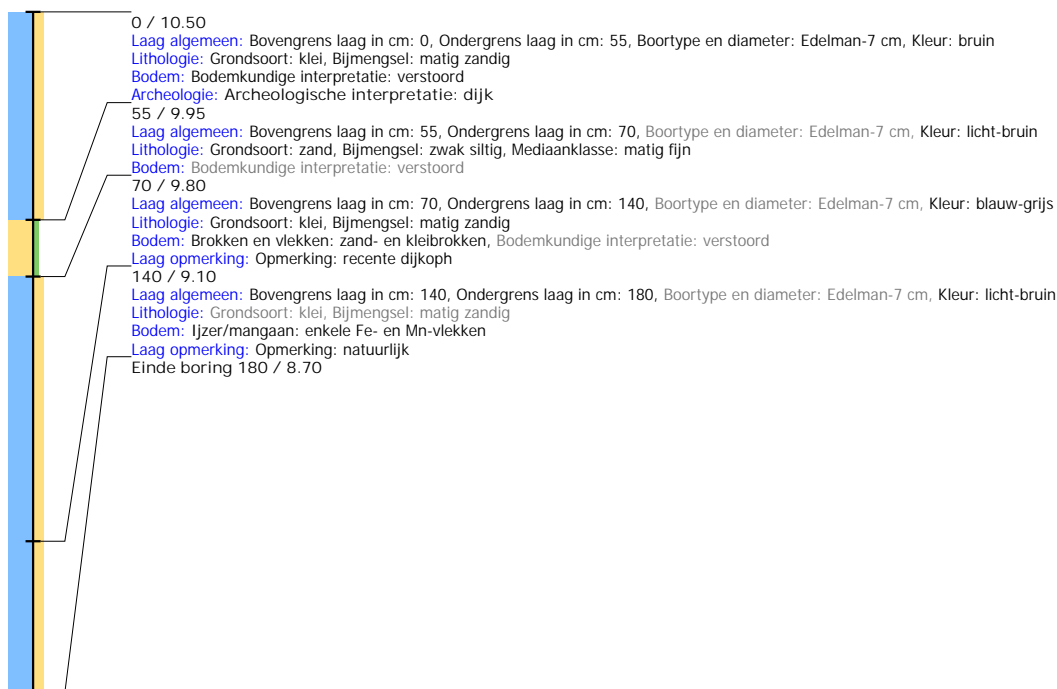 0 / 10.50
Laag algemeen: Bovengrens laag in cm: 0, Ondergrens laag in cm: 55, Boortype en diameter: Edelman-7 cm, Kleur: bruin
Lithologie: Grondsoort: klei, Bijmengsel: matig zandig
Bodem: Bodemkundige interpretatie: verstoord
Archeologie: Archeologische interpretatie: dijk
55 / 9.95
Laag algemeen: Bovengrens laag in cm: 55, Ondergrens laag in cm: 70, Boortype en diameter: Edelman-7 cm, Kleur: licht-bruin
Lithologie: Grondsoort: zand, Bijmengsel: zwak siltig, Mediaanklasse: matig fijn
Bodem: Bodemkundige interpretatie: verstoord
70 / 9.80
Laag algemeen: Bovengrens laag in cm: 70, Ondergrens laag in cm: 140, Boortype en diameter: Edelman-7 cm, Kleur: blauw-grijs
Lithologie: Grondsoort: klei, Bijmengsel: matig zandig
Bodem: Brokken en vlekken: zand- en kleibrokken, Bodemkundige interpretatie: verstoord
Laag opmerking: Opmerking: recente dijkoph
140 / 9.10
Laag algemeen: Bovengrens laag in cm: 140, Ondergrens laag in cm: 180, Boortype en diameter: Edelman-7 cm, Kleur: licht-bruin
Lithologie: Grondsoort: klei, Bijmengsel: matig zandig
Bodem: Ijzer/mangaan: enkele Fe- en Mn-vlekken
Laag opmerking: Opmerking: natuurlijk
Einde boring 180 / 8.70